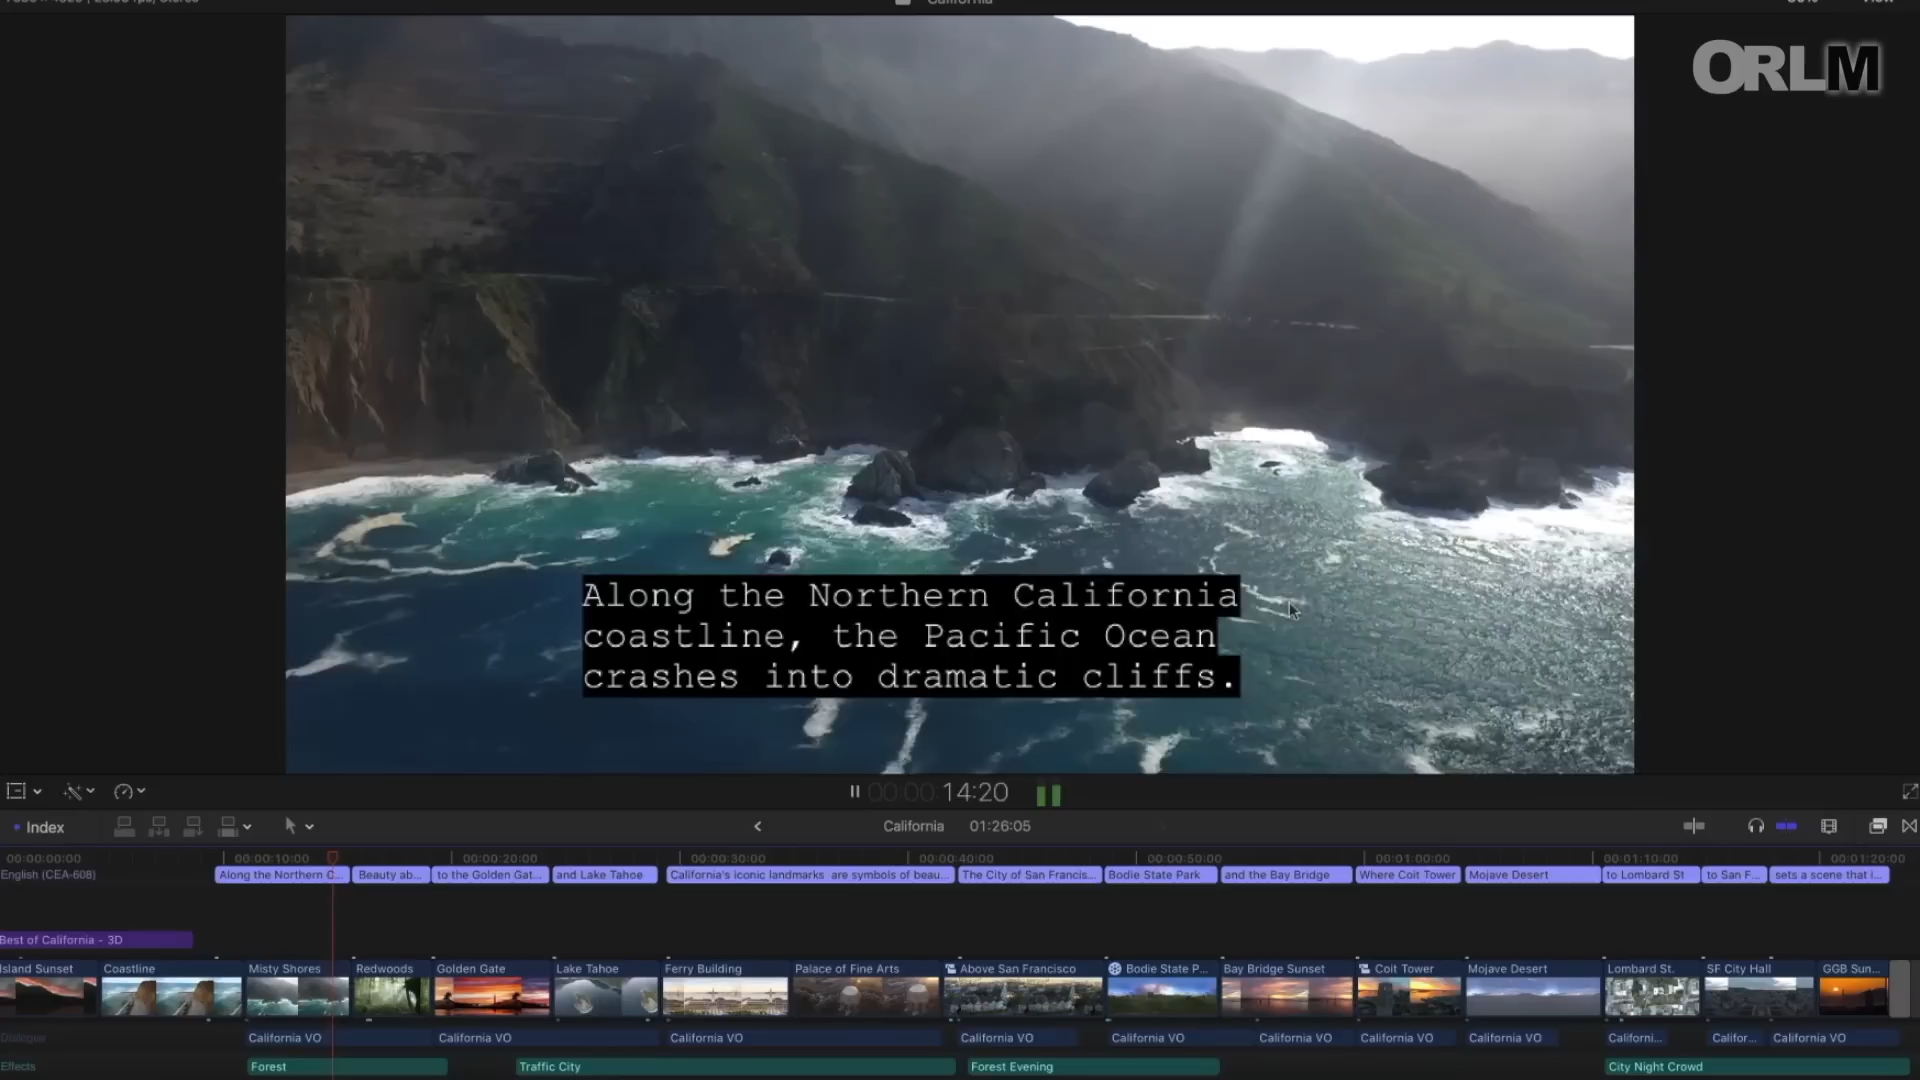 California
ORLM
Along the Northern California
coastline, the Pacific Ocean
crashes into dramatic cliffs.
00:00:14:20
Index
California 01:26:05
00:00:00:00 00:00:10:00 00:00:20:00 00:00:30:00 00:00:40:00 00:00:50:00 00:01:00:00 00:01:10:00 00:01:20:00
English (CEA-608) Along the Northern C... Beauty ab... to the Golden Gat... and Lake Tahoe California's iconic landmarks are symbols of beau... The City of San Francis... Bodie State Park and the Bay Bridge Where Coit Tower Mojave Desert to Lombard St to San F... sets a scene that i...
Best of California - 3D
Island Sunset Coastline Misty Shores Redwoods Golden Gate Lake Tahoe Ferry Building Palace of Fine Arts Above San Francisco Bodie State P... Bay Bridge Sunset Coit Tower Mojave Desert Lombard St. SF City Hall GGB Sun...
Dialogue California VO California VO California VO California VO California VO California VO California VO California VO Californi... Califor... California VO
Effects Forest Traffic City Forest Evening City Night Crowd